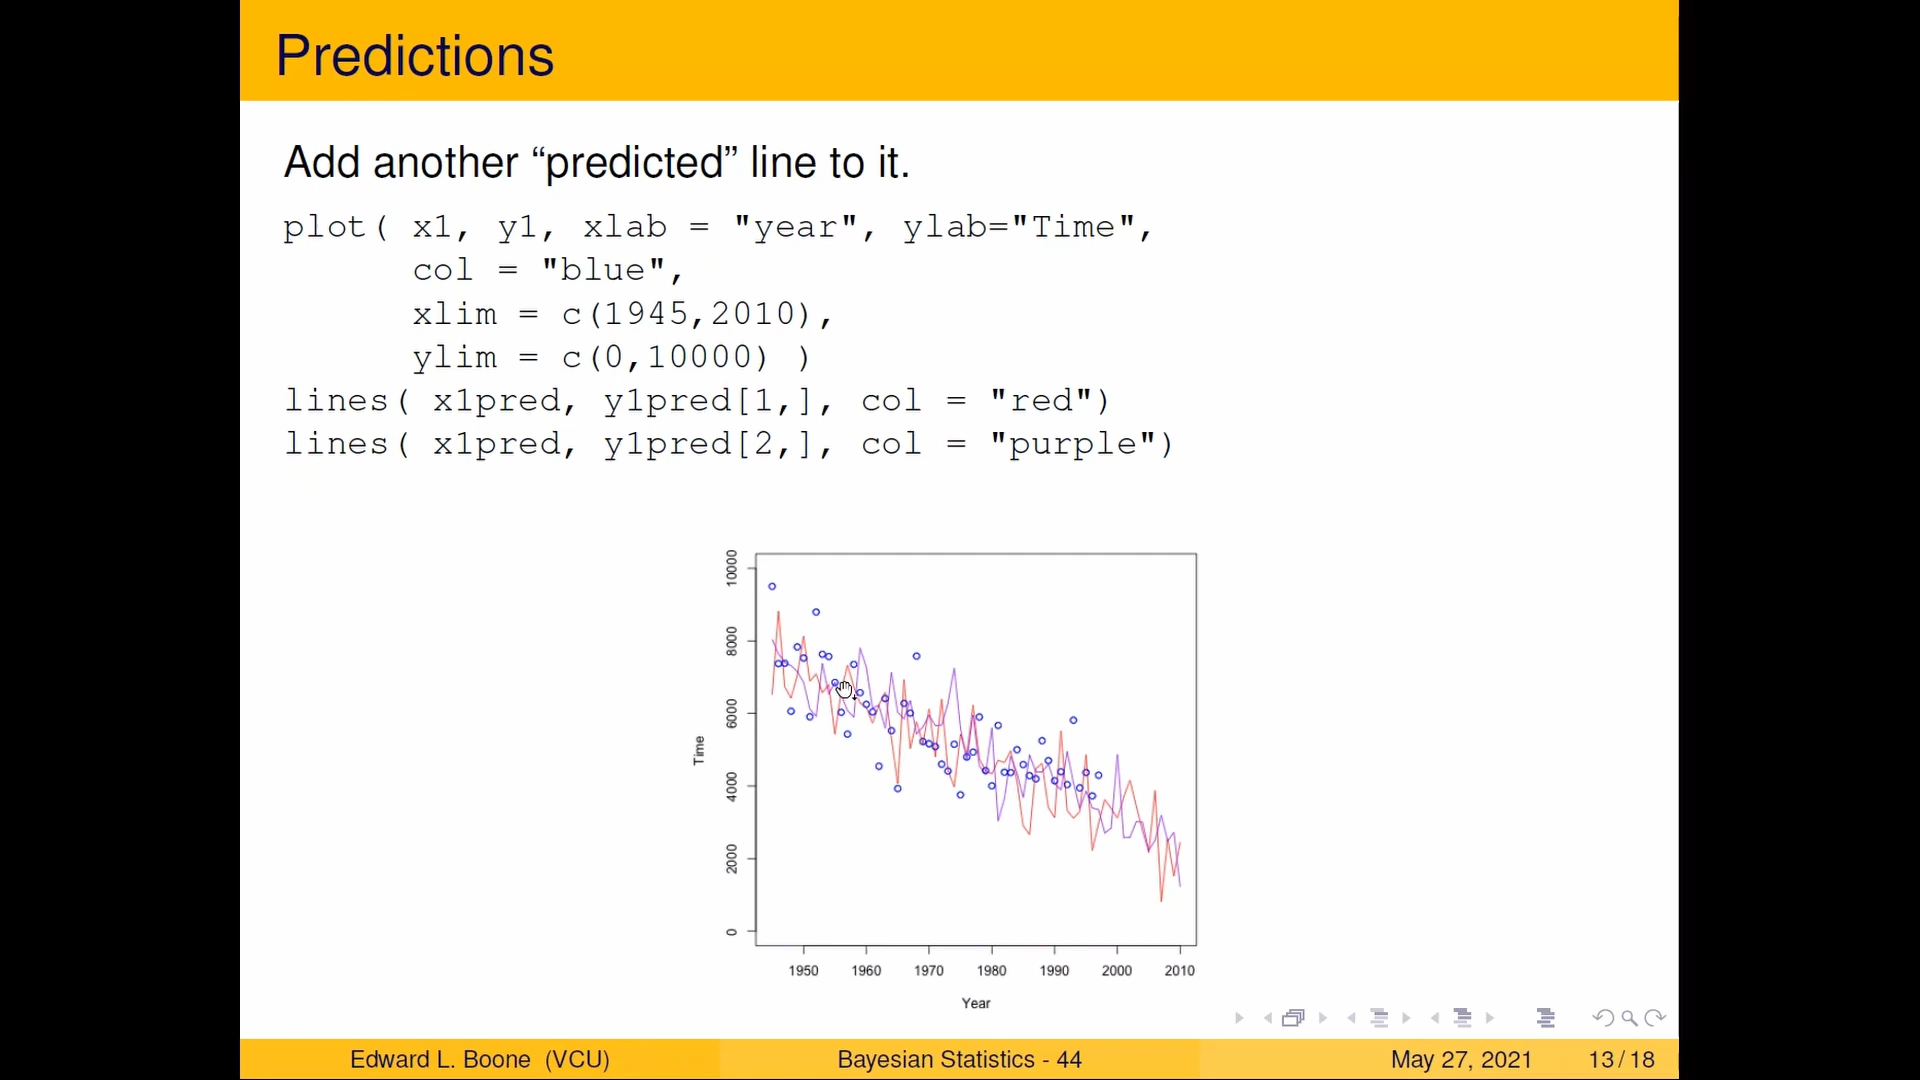 Predictions
Add another “predicted” line to it.
plot( x1, y1, xlab = "year", ylab="Time",
col = "blue",
xlim = c(1945,2010),
ylim = c(0,10000) )
lines( x1pred, y1pred[1,], col = "red")
lines( x1pred, y1pred[2,], col = "purple")
10000
8000
6000
4000
2000
0
Time
1950 1960 1970 1980 1990 2000 2010
Year
Edward L. Boone (VCU) Bayesian Statistics - 44 May 27, 2021 13 / 18